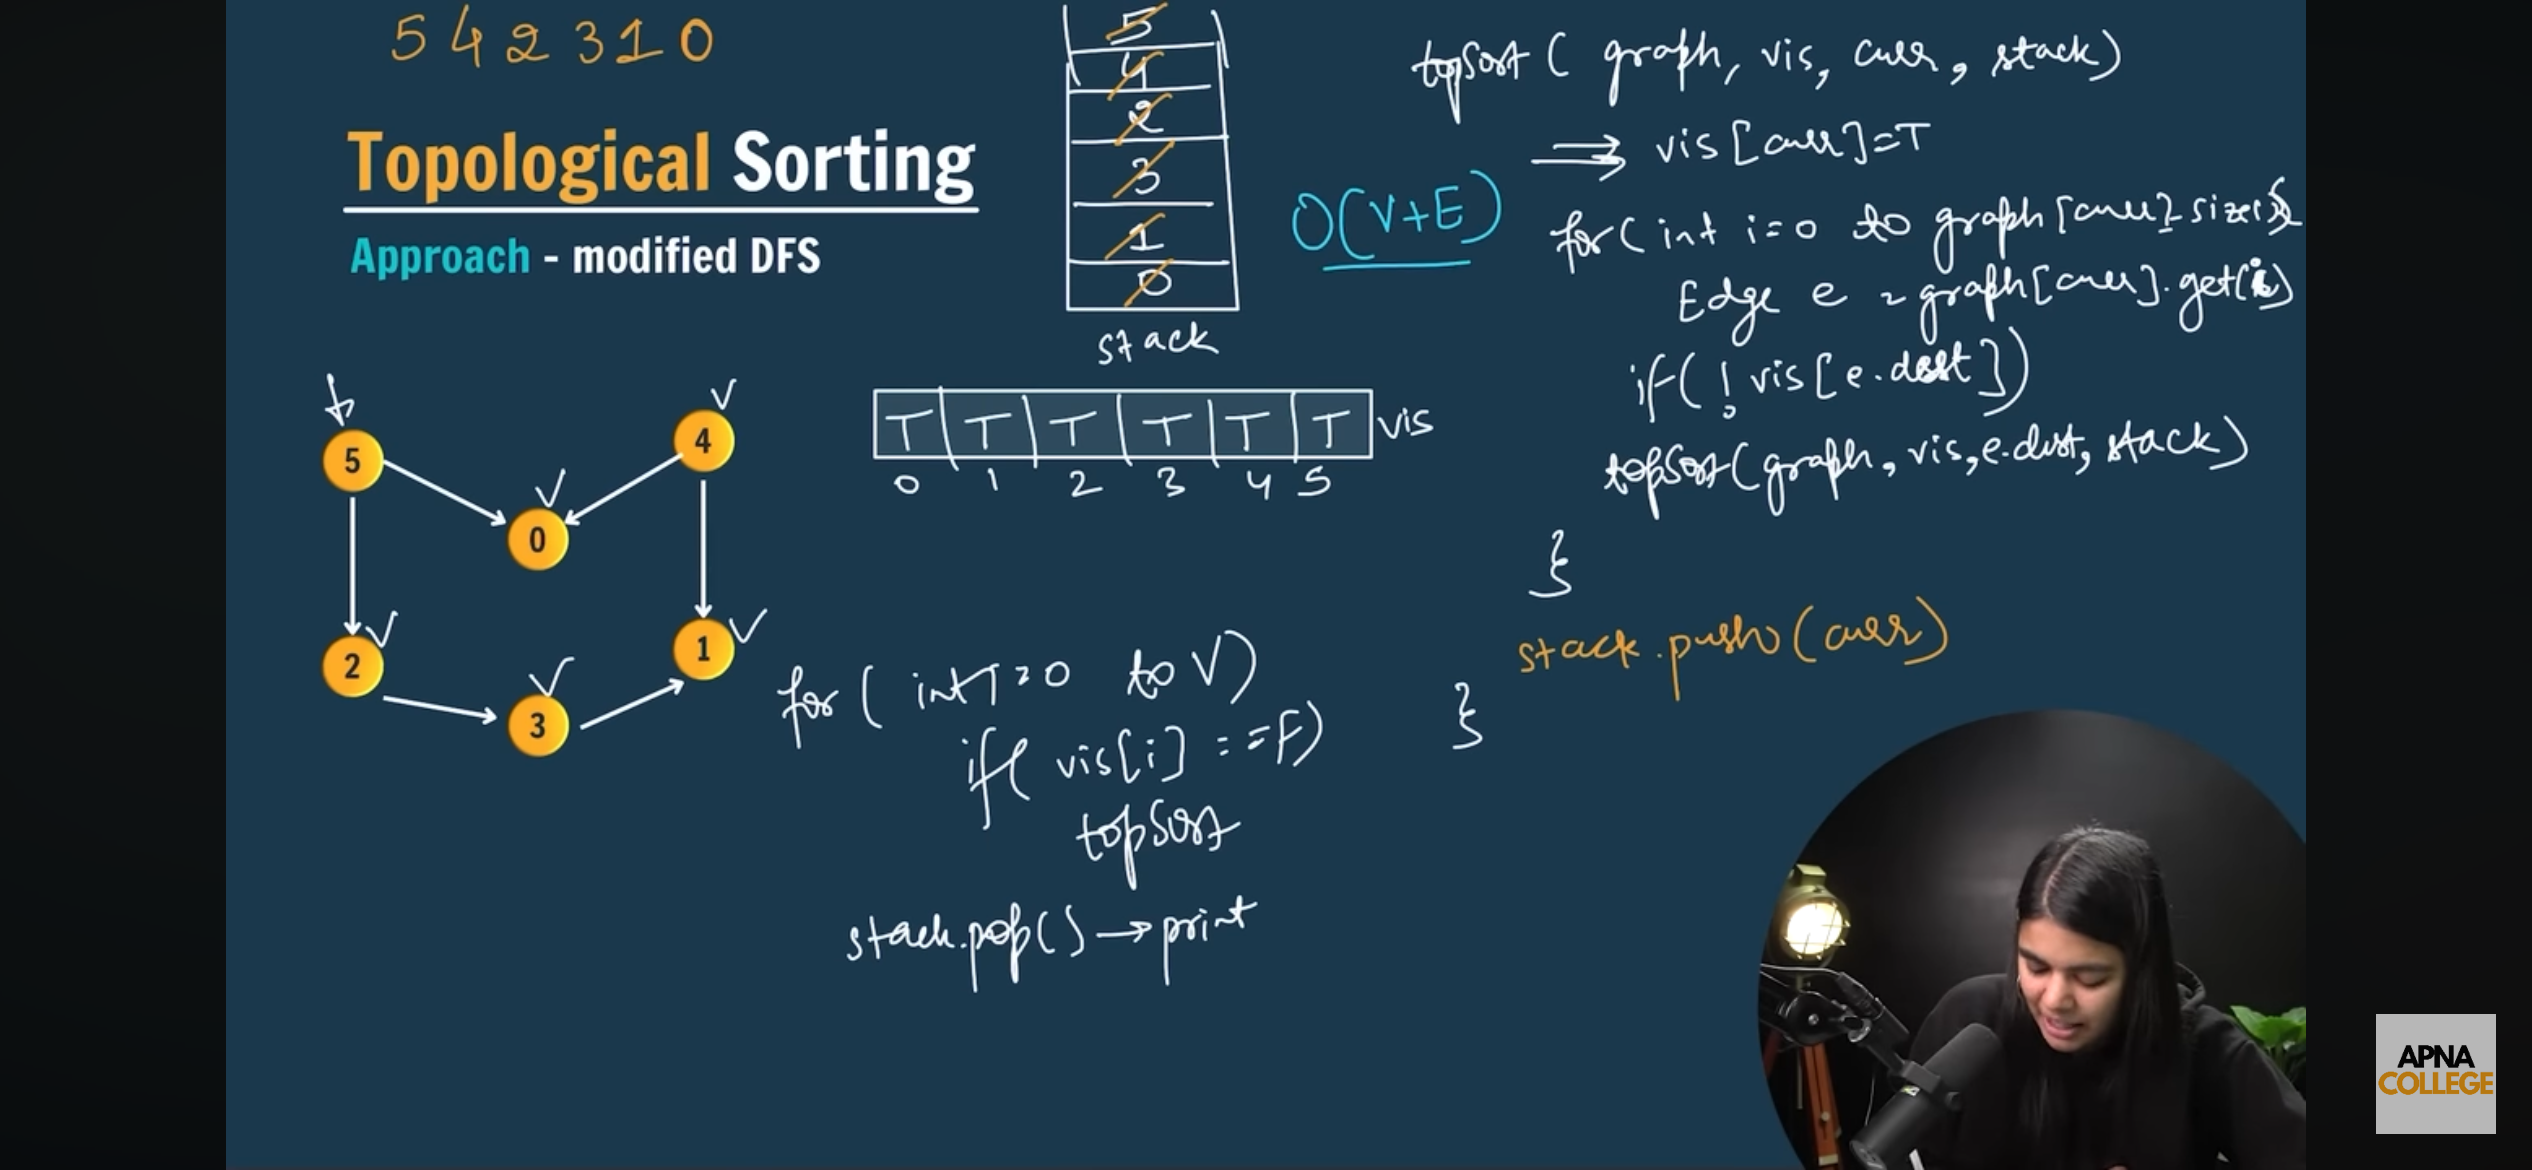 5 4 2 3 1 0
Topological Sorting
Approach - modified DFS
5
4
2
3
1
0
stack
O(V+E)
T T T T T T vis
0 1 2 3 4 5
5
4
0
2
1
3
for ( int i=0 to V)
if( vis[i] ==F)
topSort
stack.pop() → print
topSort ( graph, vis, curr, stack)
⇒ vis[curr]=T
for( int i=0 to graph[curr].size){
Edge e = graph[curr].get(i)
if( ! vis[e.dest])
topSort(graph, vis, e.dest, stack)
}
stack.push(curr)
}
APNA
COLLEGE